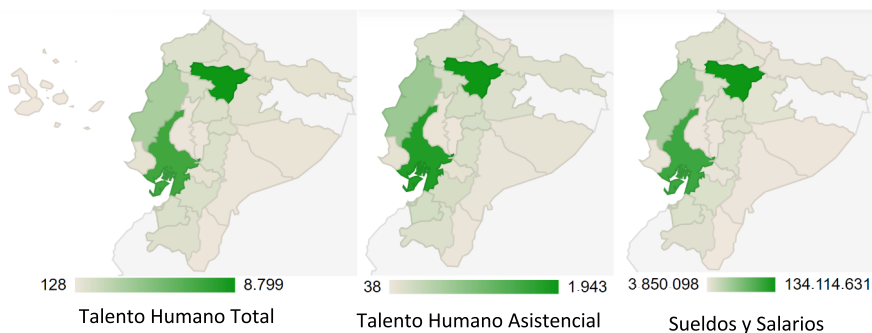 128 8.799
Talento Humano Total
38 1.943
Talento Humano Asistencial
3 850 098 134.114.631
Sueldos y Salarios